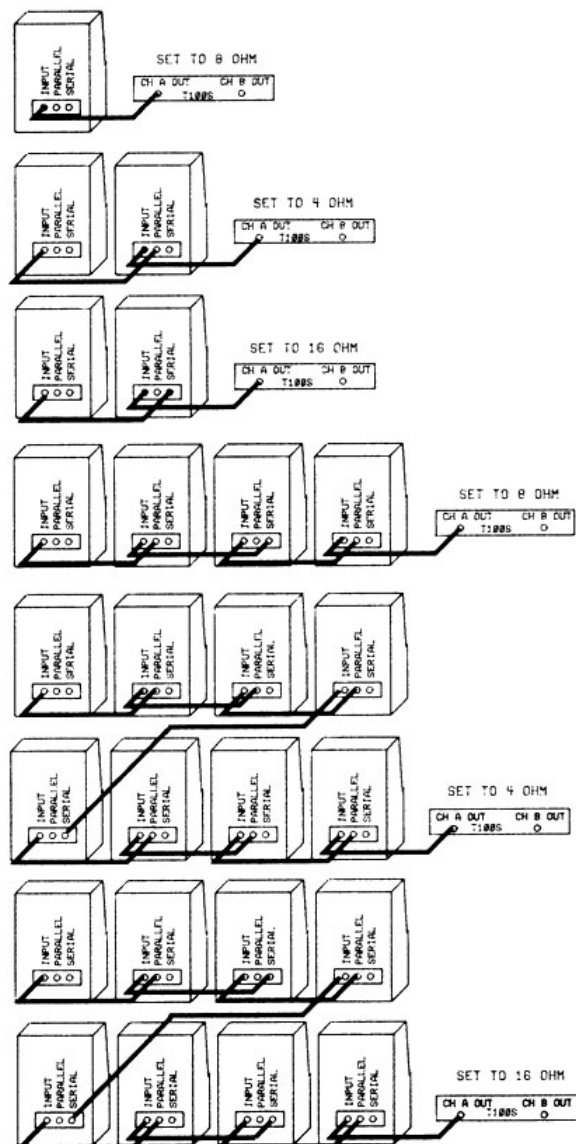 SET TO 8 OHM
INPUT
PARALLEL
SERIAL
CH A OUT CH B OUT
T100S
INPUT
PARALLEL
SERIAL
INPUT
PARALLEL
SERIAL
SET TO 4 OHM
CH A OUT CH B OUT
T100S
INPUT
PARALLEL
SERIAL
INPUT
PARALLEL
SERIAL
SET TO 16 OHM
CH A OUT CH B OUT
T100S
INPUT
PARALLEL
SERIAL
INPUT
PARALLEL
SERIAL
INPUT
PARALLEL
SERIAL
INPUT
PARALLEL
SERIAL
SET TO 8 OHM
CH A OUT CH B OUT
T100S
INPUT
PARALLEL
SERIAL
INPUT
PARALLEL
SERIAL
INPUT
PARALLEL
SERIAL
INPUT
PARALLEL
SERIAL
INPUT
PARALLEL
SERIAL
INPUT
PARALLEL
SERIAL
INPUT
PARALLEL
SERIAL
INPUT
PARALLEL
SERIAL
SET TO 4 OHM
CH A OUT CH B OUT
T100S
INPUT
PARALLEL
SERIAL
INPUT
PARALLEL
SERIAL
INPUT
PARALLEL
SERIAL
INPUT
PARALLEL
SERIAL
INPUT
PARALLEL
SERIAL
INPUT
PARALLEL
SERIAL
INPUT
PARALLEL
SERIAL
INPUT
PARALLEL
SERIAL
SET TO 16 OHM
CH A OUT CH B OUT
T100S